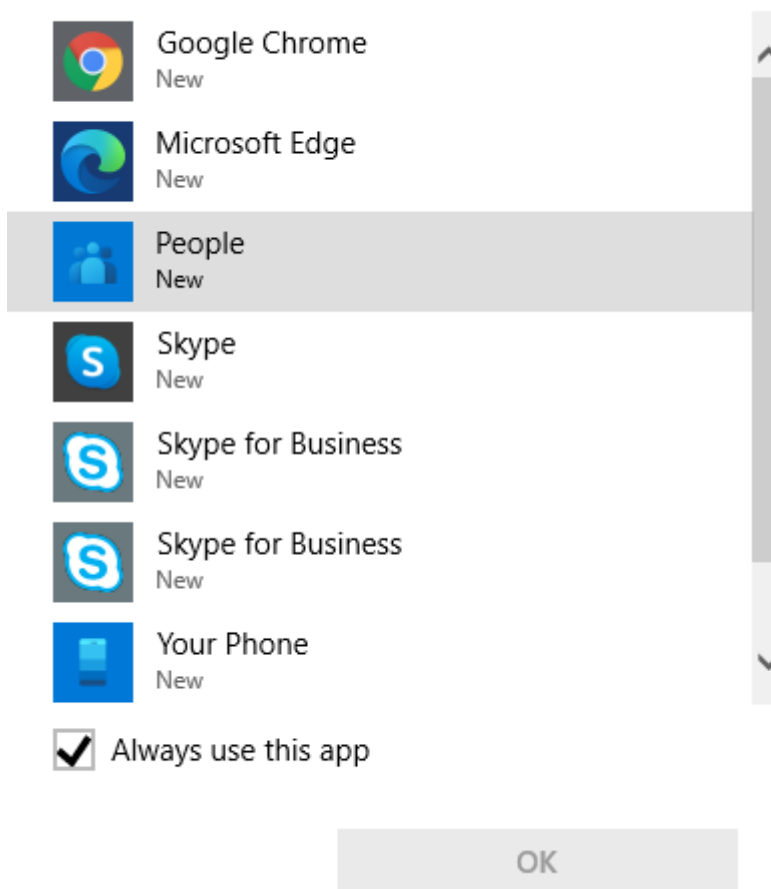 Google Chrome
New
Microsoft Edge
New
People
New
Skype
New
Skype for Business
New
Skype for Business
New
Your Phone
New
Always use this app
OK